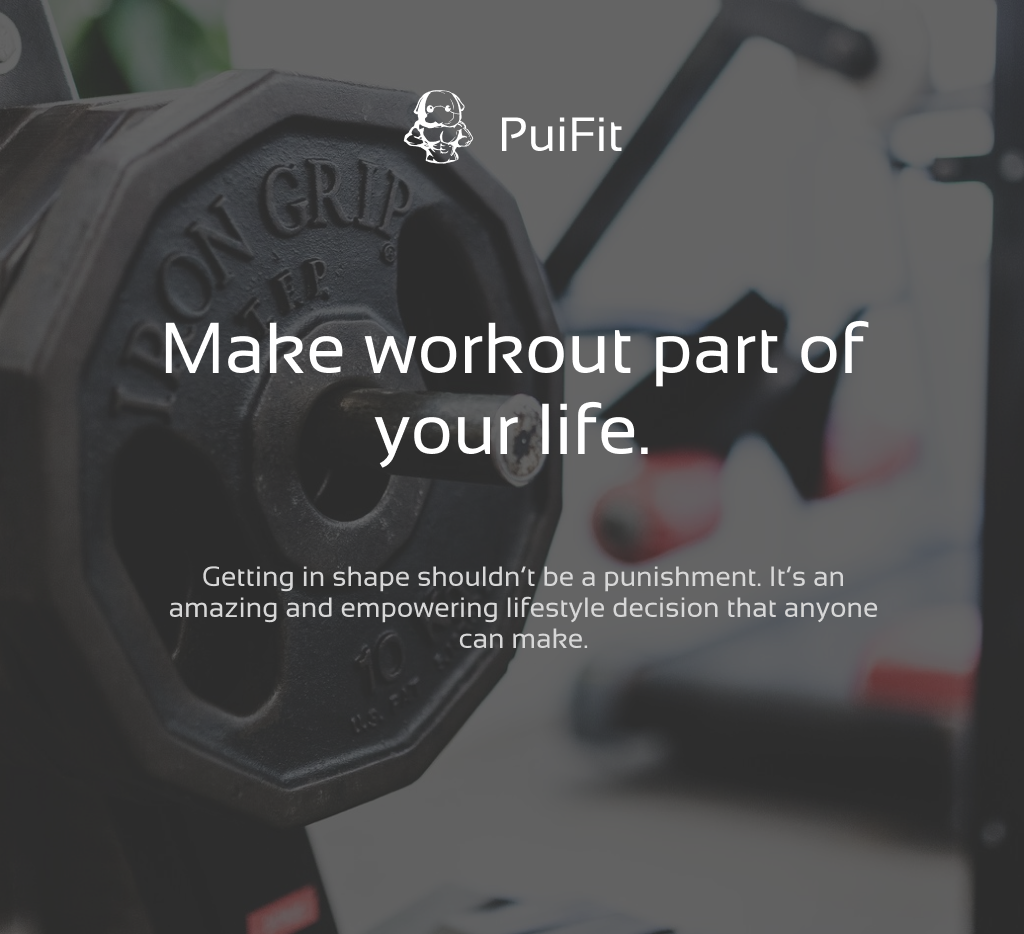 PuiFit
IRON GRIP
®
Make workout part of
your life.
Getting in shape shouldn't be a punishment. It's an
amazing and empowering lifestyle decision that anyone
can make.
10